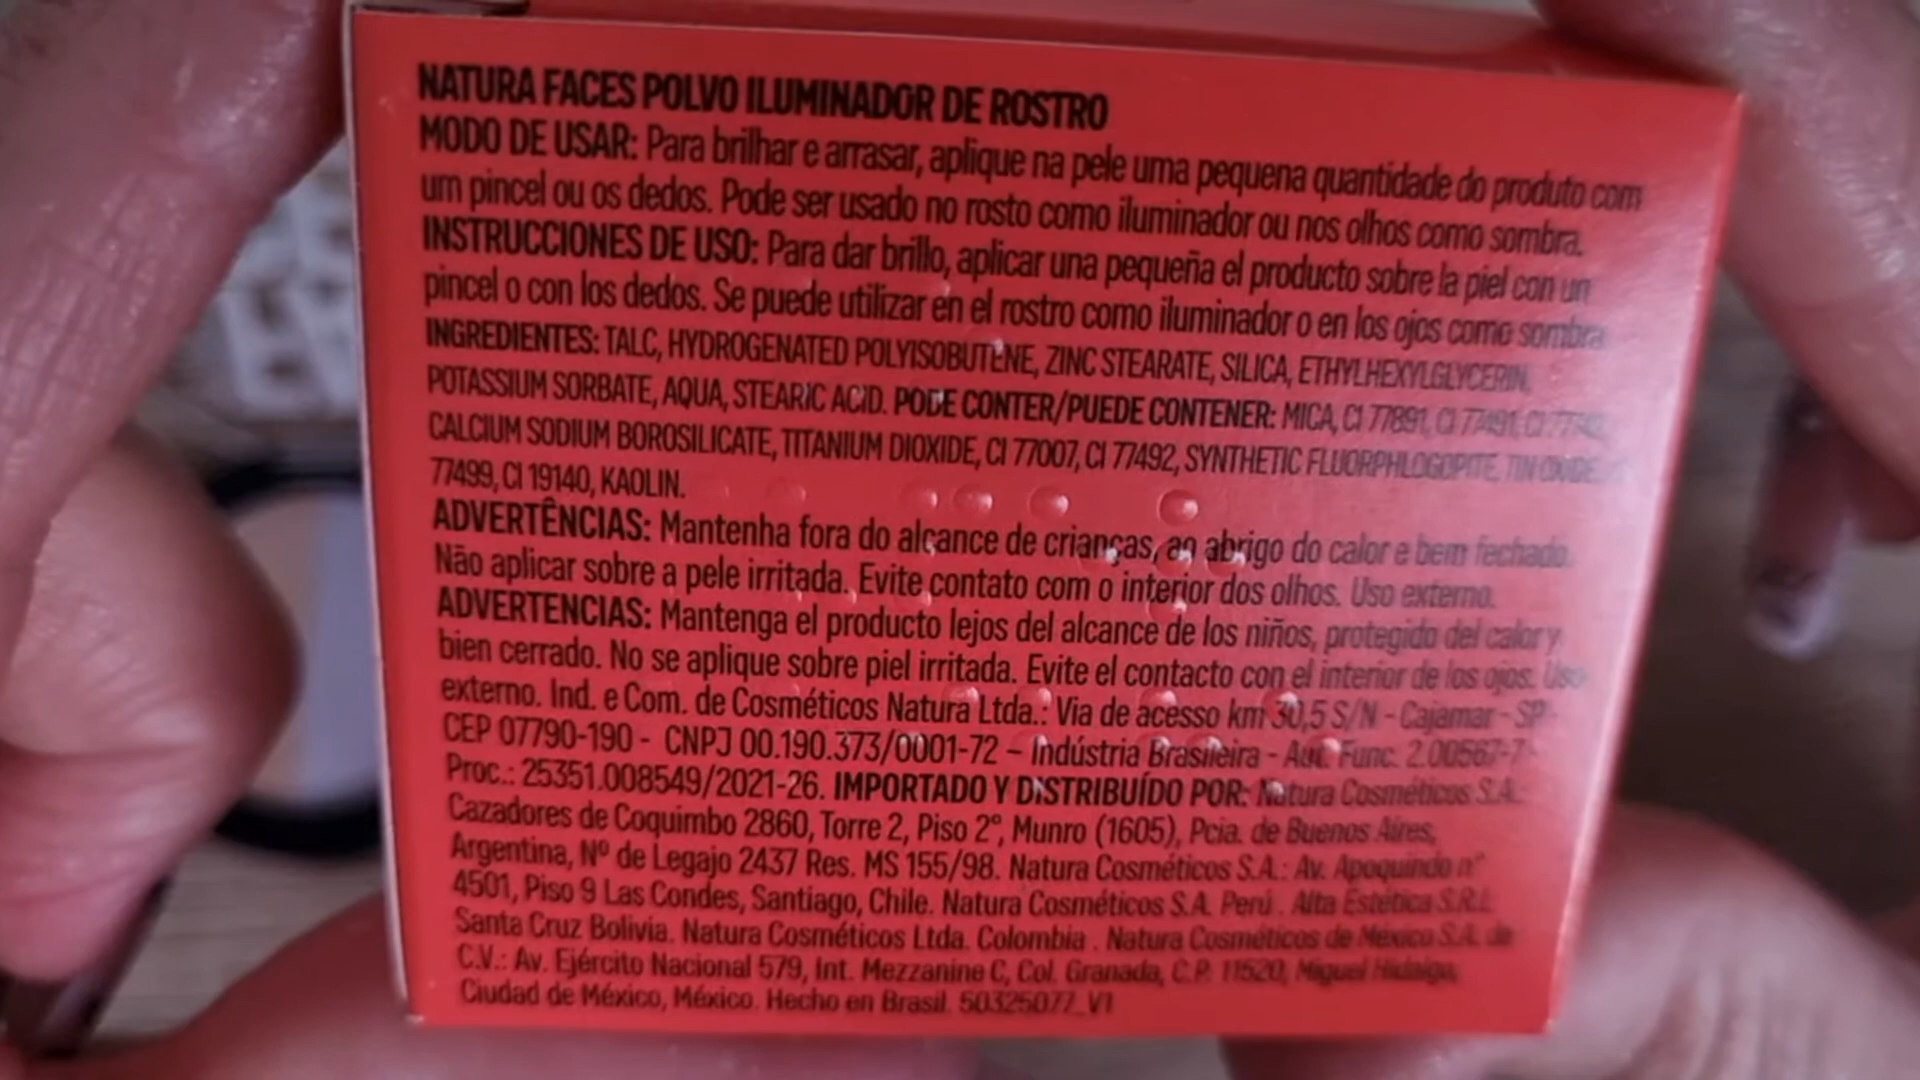 NATURA FACES POLVO ILUMINADOR DE ROSTRO
MODO DE USAR: Para brilhar e arrasar, aplique na pele uma pequena quantidade do produto com
um pincel ou os dedos. Pode ser usado no rosto como iluminador ou nos olhos como sombra.
INSTRUCCIONES DE USO: Para dar brillo, aplicar una pequeña el producto sobre la piel con un
pincel o con los dedos. Se puede utilizar en el rostro como iluminador o en los ojos como sombra
INGREDIENTES: TALC, HYDROGENATED POLYISOBUTENE, ZINC STEARATE, SILICA, ETHYLHEXYLGLYCERIN,
POTASSIUM SORBATE, AQUA, STEARIC ACID. PODE CONTER/PUEDE CONTENER: MICA, CI 77891, CI 77491,
CALCIUM SODIUM BOROSILICATE, TITANIUM DIOXIDE, CI 77007, CI 77492, SYNTHETIC FLUORPHLOGOPITE, TIN OXIDE,
77499, CI 19140, KAOLIN.
ADVERTÊNCIAS: Mantenha fora do alcance de crianças, ao abrigo do calor e bem fechado.
Não aplicar sobre a pele irritada. Evite contato com o interior dos olhos. Uso externo.
ADVERTENCIAS: Mantenga el producto lejos del alcance de los niños, protegido del calor y
bien cerrado. No se aplique sobre piel irritada. Evite el contacto con el interior de los ojos. Uso
externo. Ind. e Com. de Cosméticos Natura Ltda.: Via de acesso km 30,5 S/N - Cajamar - SP -
CEP 07790-190 - CNPJ 00.190.373/0001-72 – Indústria Brasileira - Aut. Func. 2.00567-7 -
Proc.: 25351.008549/2021-26. IMPORTADO Y DISTRIBUÍDO POR: Natura Cosméticos S.A.:
Cazadores de Coquimbo 2860, Torre 2, Piso 2º, Munro (1605), Pcia. de Buenos Aires,
Argentina, Nº de Legajo 2437 Res. MS 155/98. Natura Cosméticos S.A.: Av. Apoquindo nº
4501, Piso 9 Las Condes, Santiago, Chile. Natura Cosméticos S.A. Perú . Alta Estética S.R.L
Santa Cruz Bolivia. Natura Cosméticos Ltda. Colombia . Natura Cosméticos de México S.A. de
C.V.: Av. Ejército Nacional 579, Int. Mezzanine C, Col. Granada, C.P. 11520, Miguel Hidalgo,
Ciudad de México, México. Hecho en Brasil. 50325077_V1